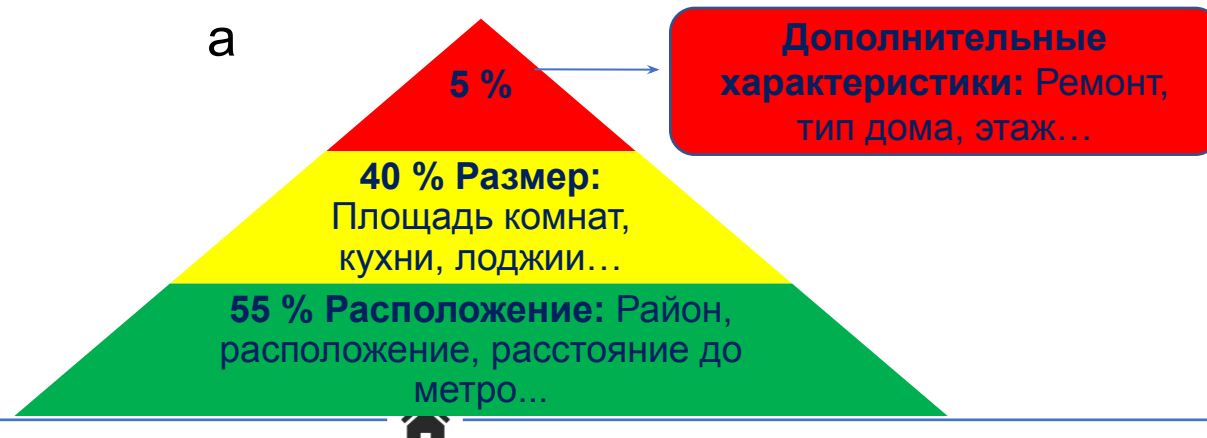 а
5 %
Дополнительные
характеристики: Ремонт,
тип дома, этаж…
40 % Размер:
Площадь комнат,
кухни, лоджии…
55 % Расположение: Район,
расположение, расстояние до
метро...